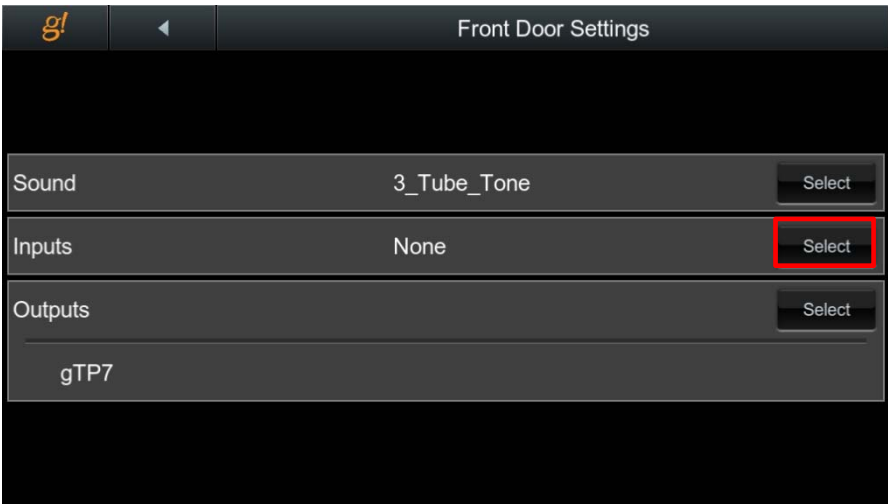 g! Front Door Settings
Sound 3_Tube_Tone Select
Inputs None Select
Outputs Select
gTP7